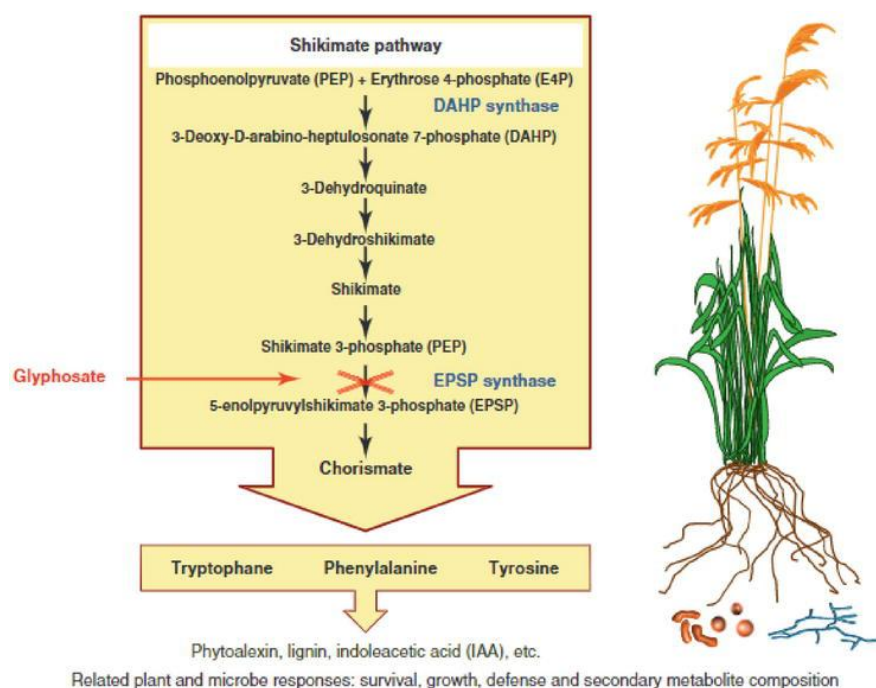 Shikimate pathway
Phosphoenolpyruvate (PEP) + Erythrose 4-phosphate (E4P)
DAHP synthase
3-Deoxy-D-arabino-heptulosonate 7-phosphate (DAHP)
3-Dehydroquinate
3-Dehydroshikimate
Shikimate
Shikimate 3-phosphate (PEP)
Glyphosate
EPSP synthase
5-enolpyruvylshikimate 3-phosphate (EPSP)
Chorismate
Tryptophane Phenylalanine Tyrosine
Phytoalexin, lignin, indoleacetic acid (IAA), etc.
Related plant and microbe responses: survival, growth, defense and secondary metabolite composition